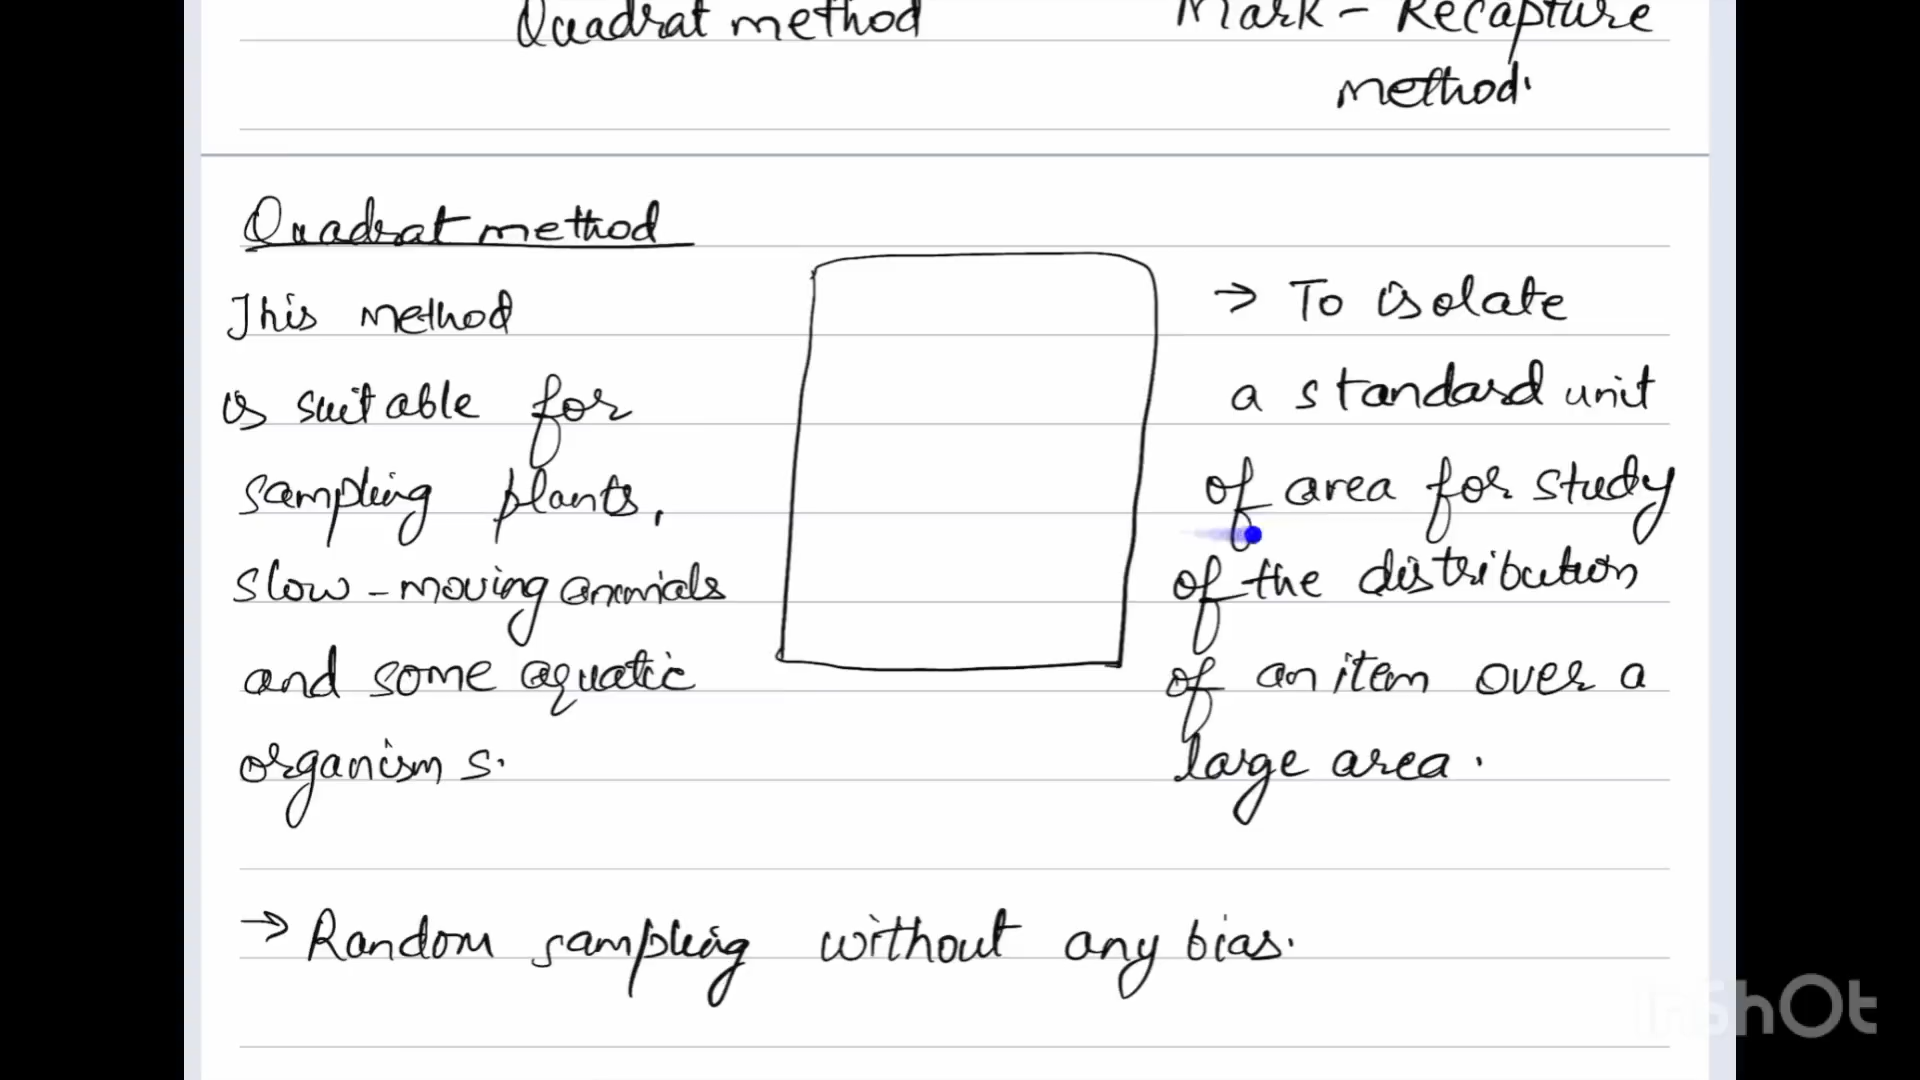 Quadrat method
Mark - Recapture
method.
Quadrat method
This method
is suitable for
sampling plants,
slow-moving animals
and some aquatic
organisms.
→ To isolate
a standard unit
of area for study
of the distribution
of an item over a
large area.
→ Random sampling without any bias.
InShOt